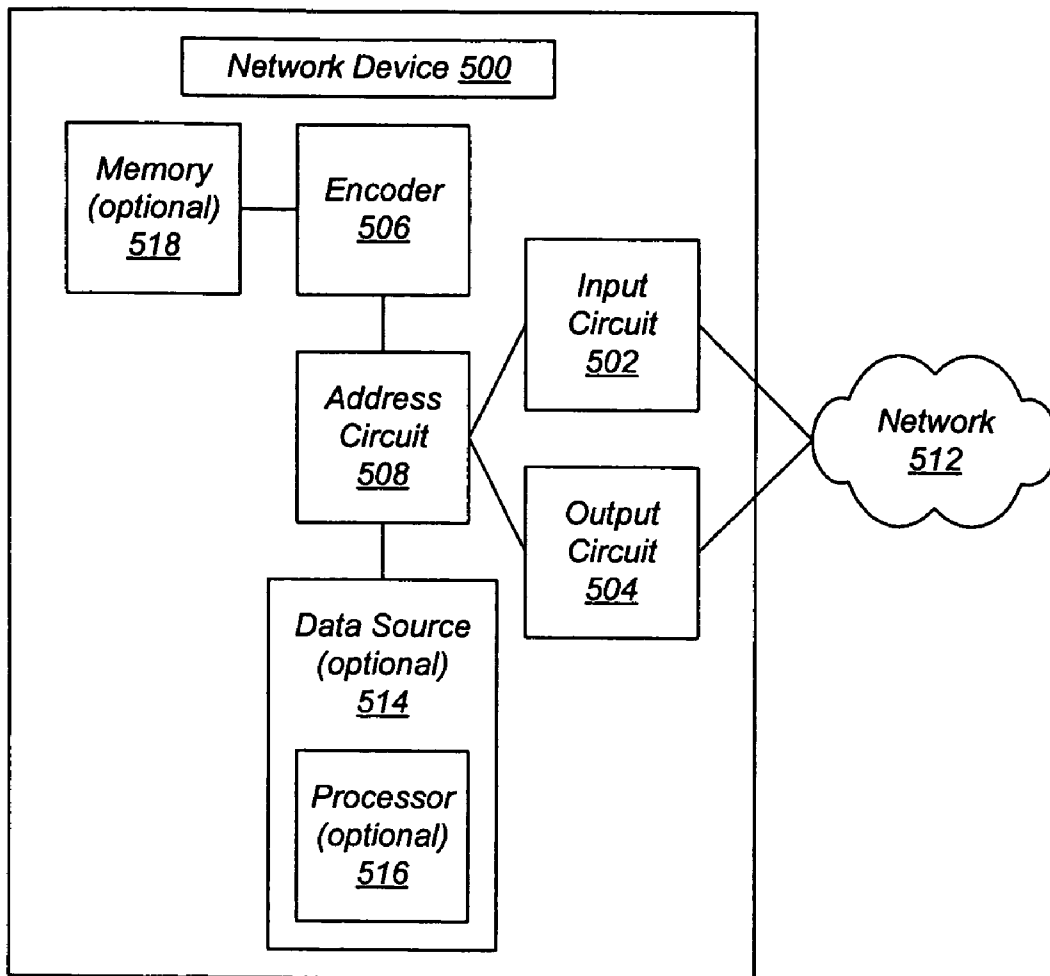 Network Device 500
Memory
(optional)
518
Encoder
506
Input
Circuit
502
Address
Circuit
508
Network
512
Output
Circuit
504
Data Source
(optional)
514
Processor
(optional)
516